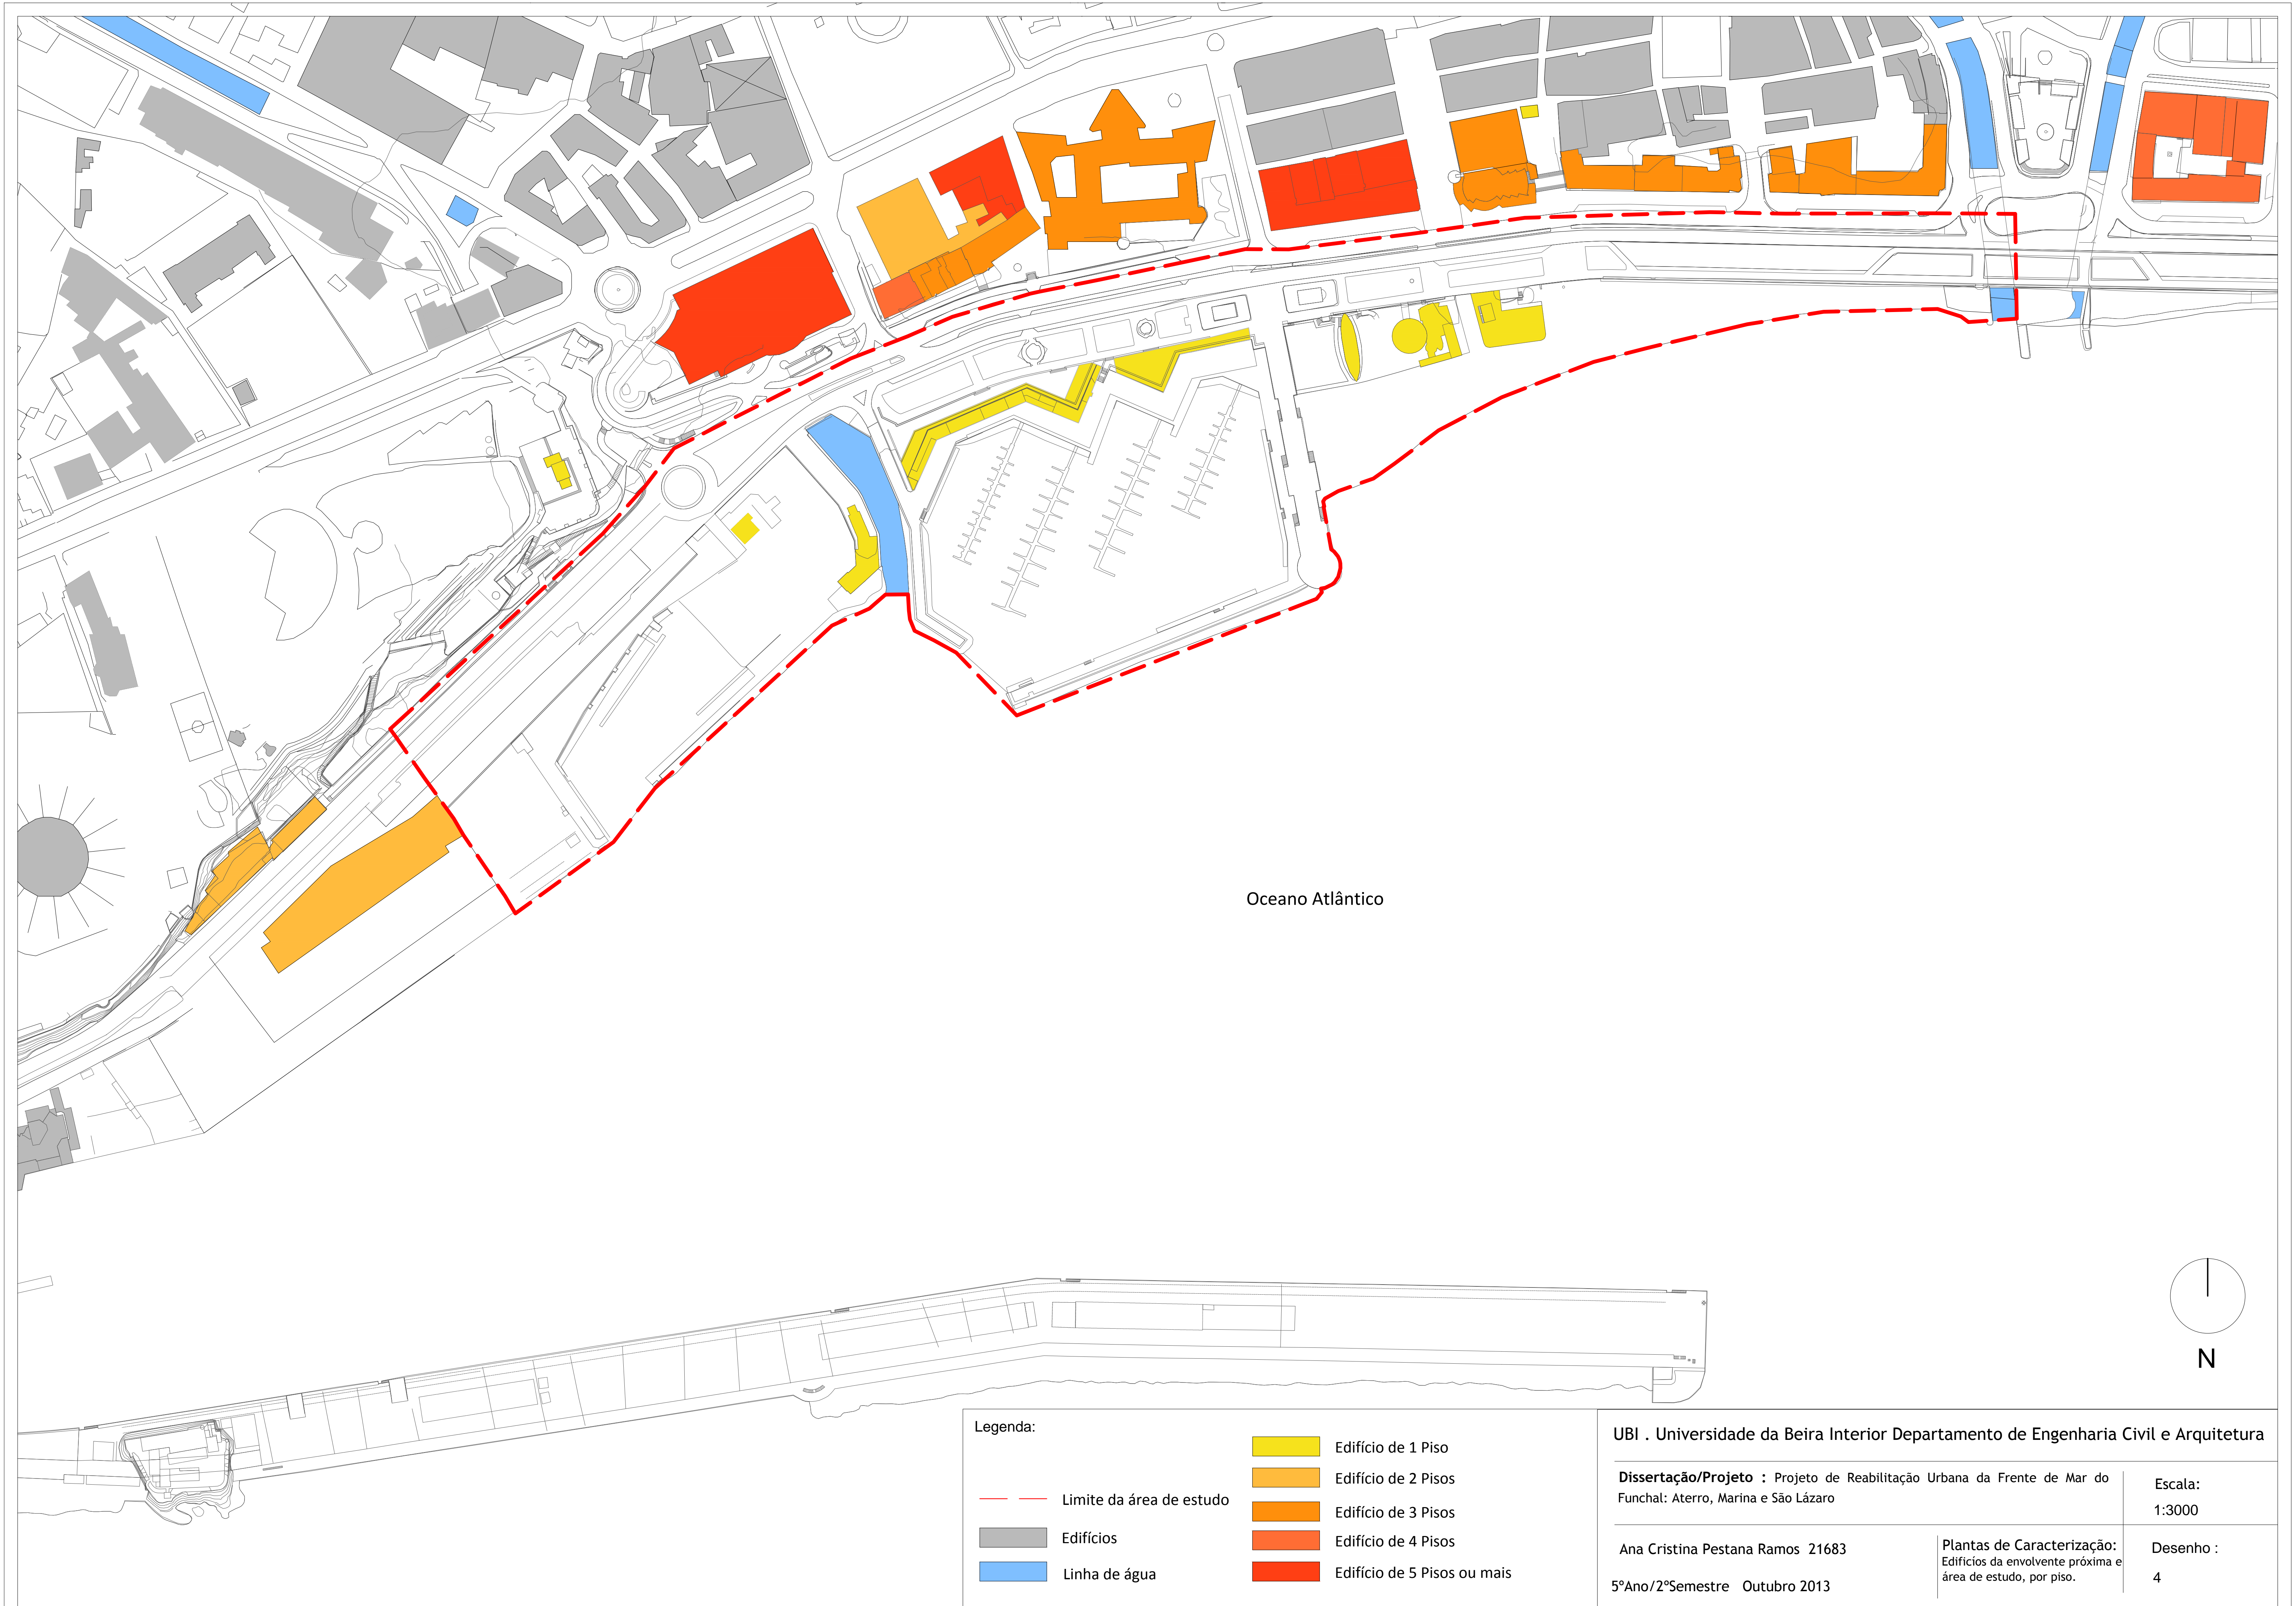 Oceano Atlântico
N
Legenda:
Limite da área de estudo
Edifícios
Linha de água
Edifício de 1 Piso
Edifício de 2 Pisos
Edifício de 3 Pisos
Edifício de 4 Pisos
Edifício de 5 Pisos ou mais
UBI . Universidade da Beira Interior Departamento de Engenharia Civil e Arquitetura
Dissertação/Projeto : Projeto de Reabilitação Urbana da Frente de Mar do
Funchal: Aterro, Marina e São Lázaro
Escala:
1:3000
Ana Cristina Pestana Ramos 21683
5ºAno/2ºSemestre Outubro 2013
Plantas de Caracterização:
Edificíos da envolvente próxima e
área de estudo, por piso.
Desenho :
4